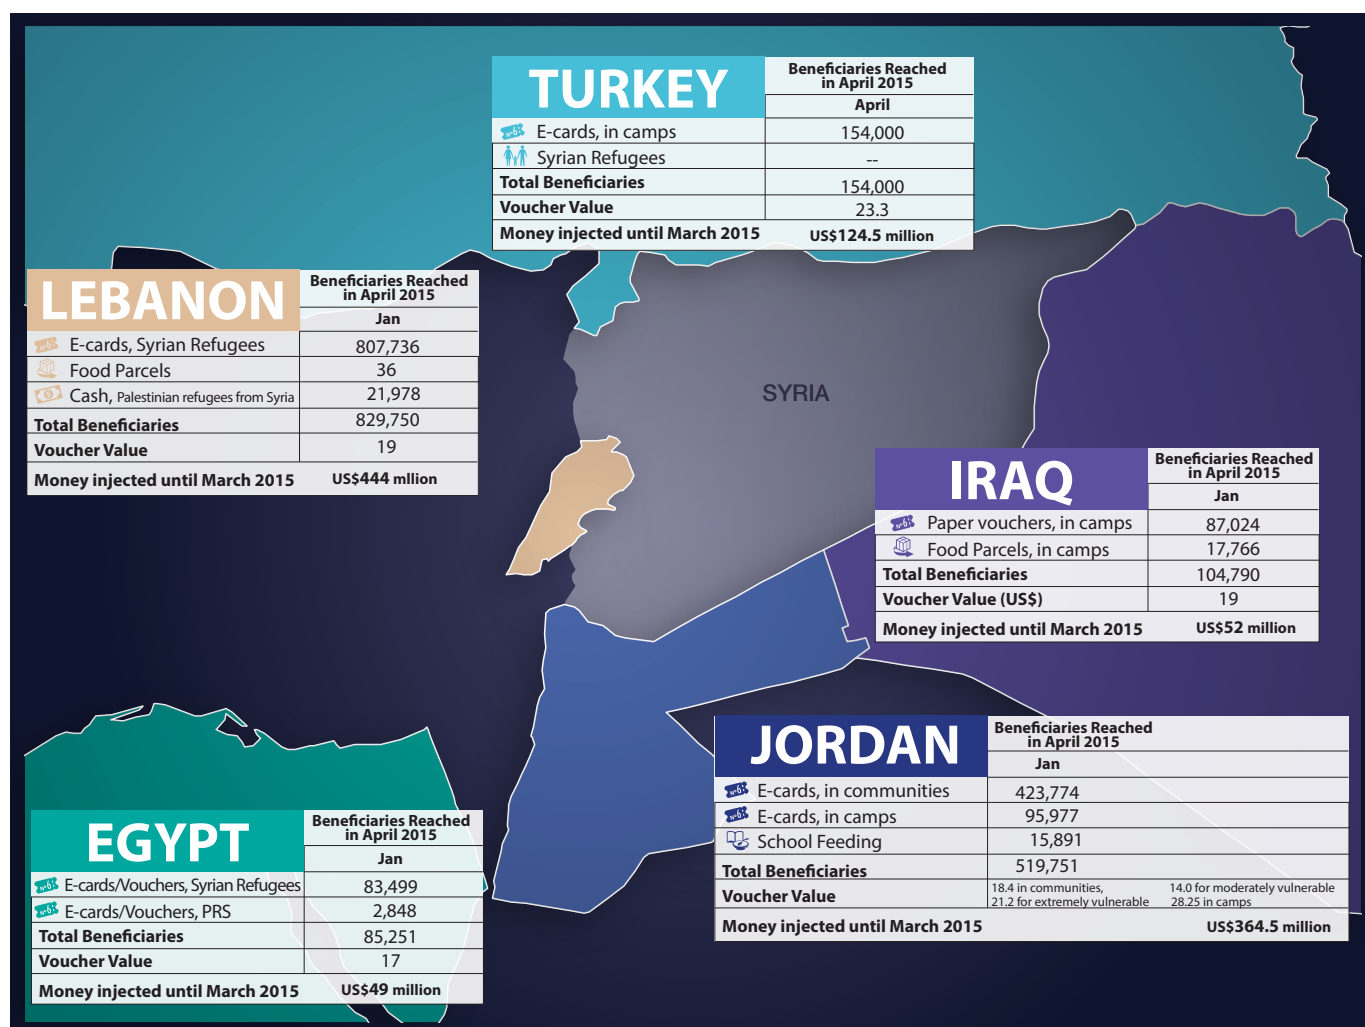 TURKEY
Beneficiaries Reached
in April 2015
April
E-cards, in camps 154,000
Syrian Refugees --
Total Beneficiaries 154,000
Voucher Value 23.3
Money injected until March 2015 US$124.5 million
LEBANON
Beneficiaries Reached
in April 2015
Jan
E-cards, Syrian Refugees 807,736
Food Parcels 36
Cash, Palestinian refugees from Syria 21,978
Total Beneficiaries 829,750
Voucher Value 19
Money injected until March 2015 US$444 mllion
SYRIA
IRAQ
Beneficiaries Reached
in April 2015
Jan
Paper vouchers, in camps 87,024
Food Parcels, in camps 17,766
Total Beneficiaries 104,790
Voucher Value (US$) 19
Money injected until March 2015 US$52 million
JORDAN
Beneficiaries Reached
in April 2015
Jan
E-cards, in communities 423,774
E-cards, in camps 95,977
School Feeding 15,891
Total Beneficiaries 519,751
Voucher Value 18.4 in communities, 14.0 for moderately vulnerable
21.2 for extremely vulnerable 28.25 in camps
Money injected until March 2015 US$364.5 million
EGYPT
Beneficiaries Reached
in April 2015
Jan
E-cards/Vouchers, Syrian Refugees 83,499
E-cards/Vouchers, PRS 2,848
Total Beneficiaries 85,251
Voucher Value 17
Money injected until March 2015 US$49 million